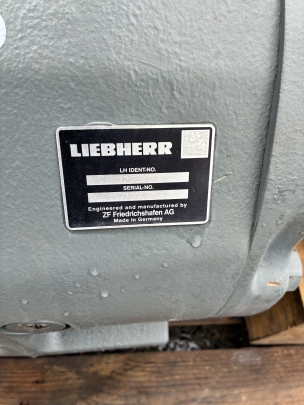 LIEBHERR
LH IDENT-NO.
SERIAL-NO.
Engineered and manufactured by
ZF Friedrichshafen AG
Made in Germany